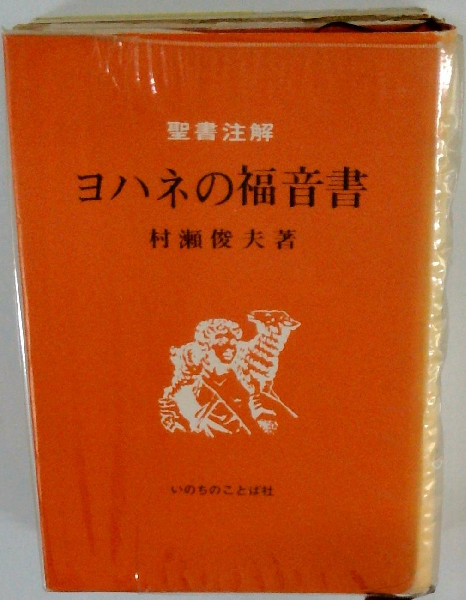 聖書注解
ヨハネの福音書
村瀬俊夫著
いのちのことば社